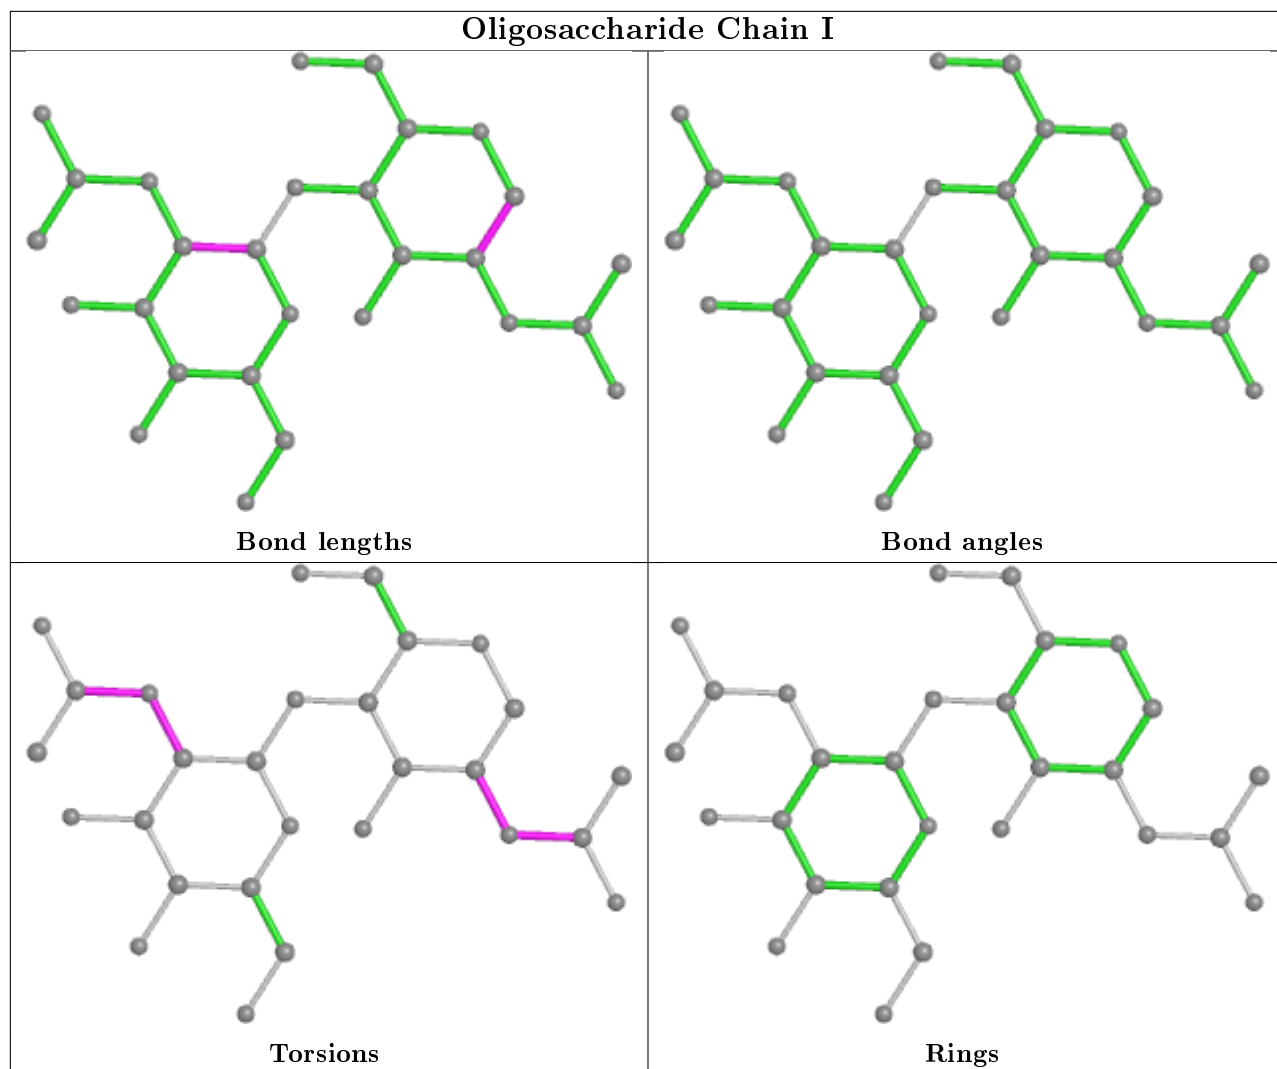 Oligosaccharide Chain I
Bond lengths
Bond angles
Torsions
Rings